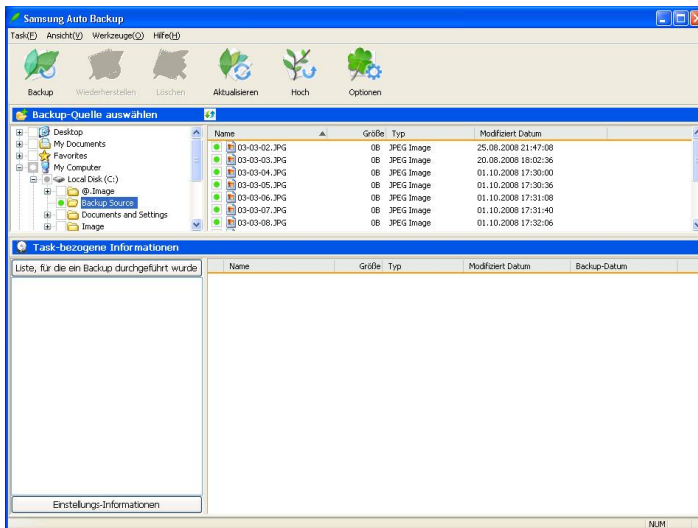 Samsung Auto Backup
Task(F) Ansicht(V) Werkzeuge(O) Hilfe(H)
Backup Wiederherstellen Löschen Aktualisieren Hoch Optionen
Backup-Quelle auswählen
Desktop
My Documents
Favorites
My Computer
Local Disk (C:)
@.Image
Backup Source
Documents and Settings
Image
Name Größe Typ Modifiziert Datum
03-03-02.JPG 0B JPEG Image 25.08.2008 21:47:08
03-03-03.JPG 0B JPEG Image 20.08.2008 18:02:36
03-03-04.JPG 0B JPEG Image 01.10.2008 17:30:00
03-03-05.JPG 0B JPEG Image 01.10.2008 17:30:36
03-03-06.JPG 0B JPEG Image 01.10.2008 17:31:08
03-03-07.JPG 0B JPEG Image 01.10.2008 17:31:40
03-03-08.JPG 0B JPEG Image 01.10.2008 17:32:06
Task-bezogene Informationen
Liste, für die ein Backup durchgeführt wurde
Name Größe Typ Modifiziert Datum Backup-Datum
Einstellungs-Informationen
NUM